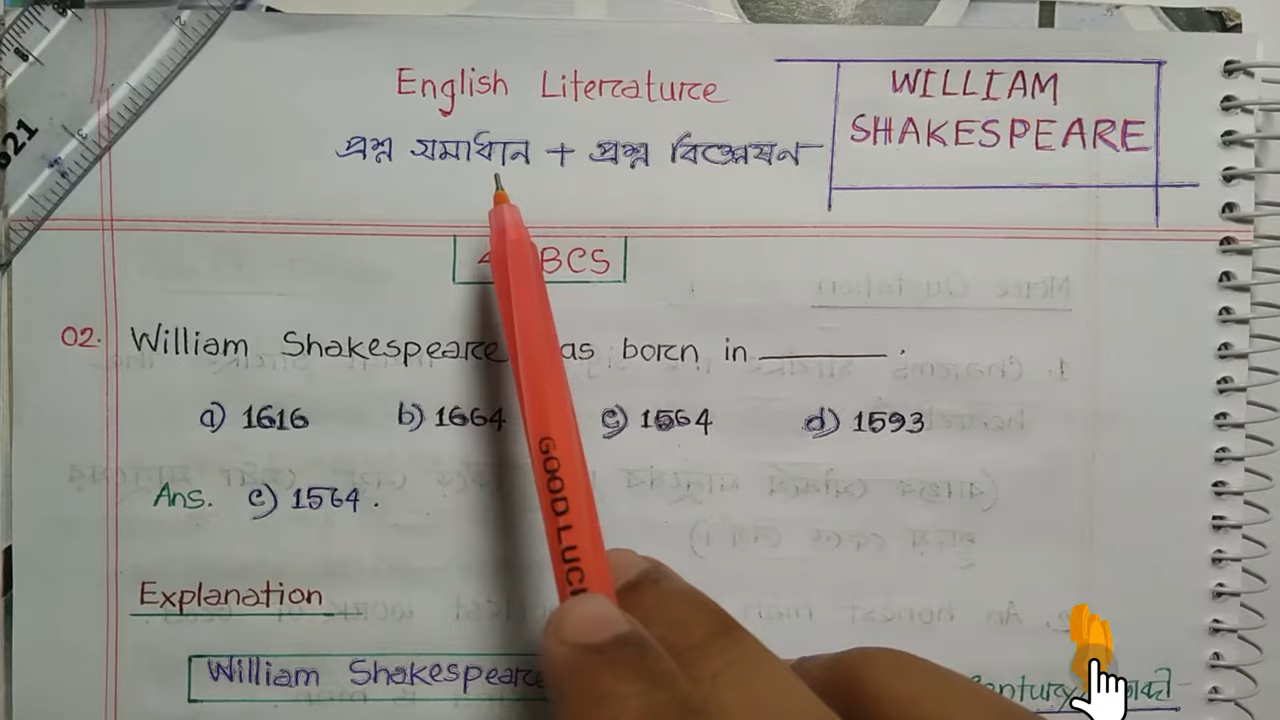 English Literature
WILLIAM
SHAKESPEARE
প্রশ্ন সমাধান + প্রশ্ন বিশ্লেষণ
BCS
02. William Shakespeare as born in ______.
a) 1616 b) 1664 c) 1564 d) 1593
Ans. c) 1564.
Explanation
William Shakespeare
GOOD LUC